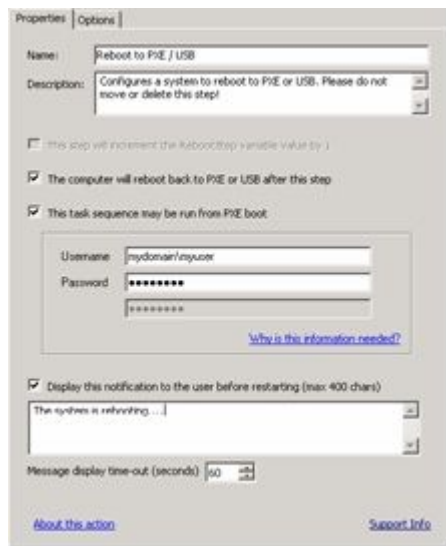 Properties Options
Name: Reboot to PXE / USB
Description: Configures a system to reboot to PXE or USB. Please do not
move or delete this step!
This step will increment the RebootStep variable value by 1
The computer will reboot back to PXE or USB after this step
This task sequence may be run from PXE boot
Username mydomain\myuser
Password ●●●●●●●●
●●●●●●●●
Why is this information needed?
Display this notification to the user before restarting (max 400 chars)
The system is rebooting....
Message display time-out (seconds) 60
About this action Support Info